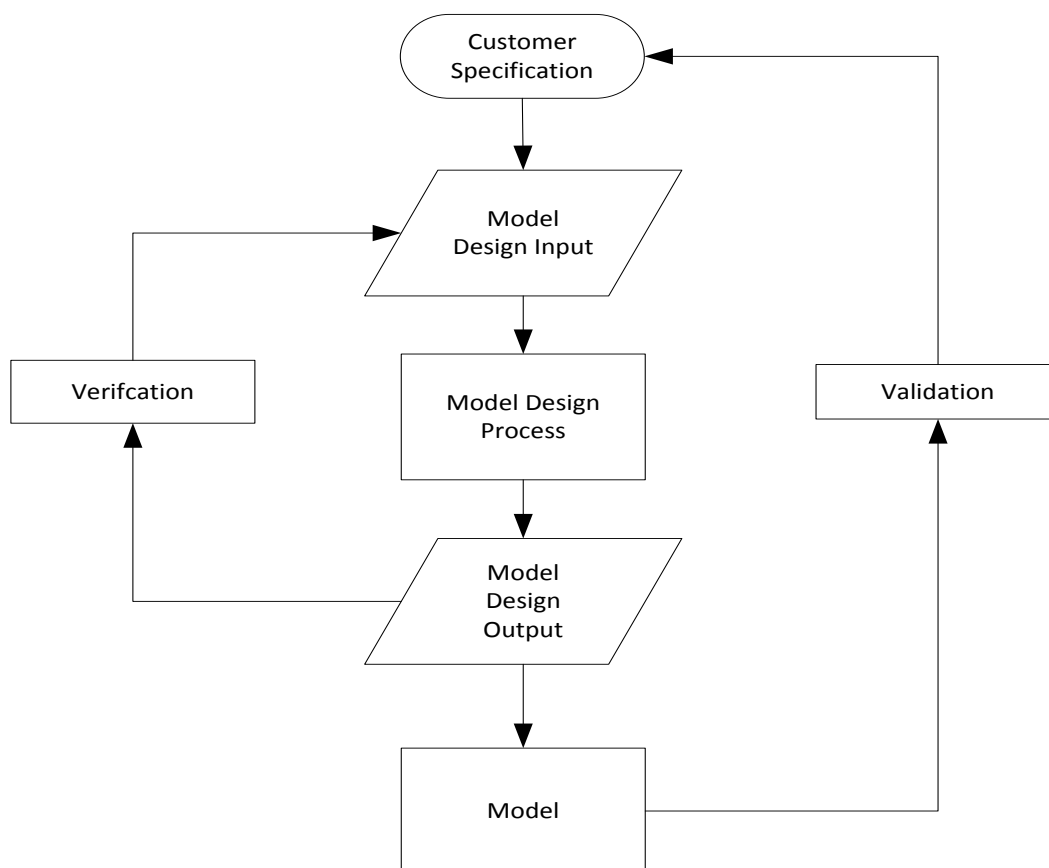 Customer
Specification
Model
Design Input
Verifcation
Model Design
Process
Validation
Model
Design
Output
Model